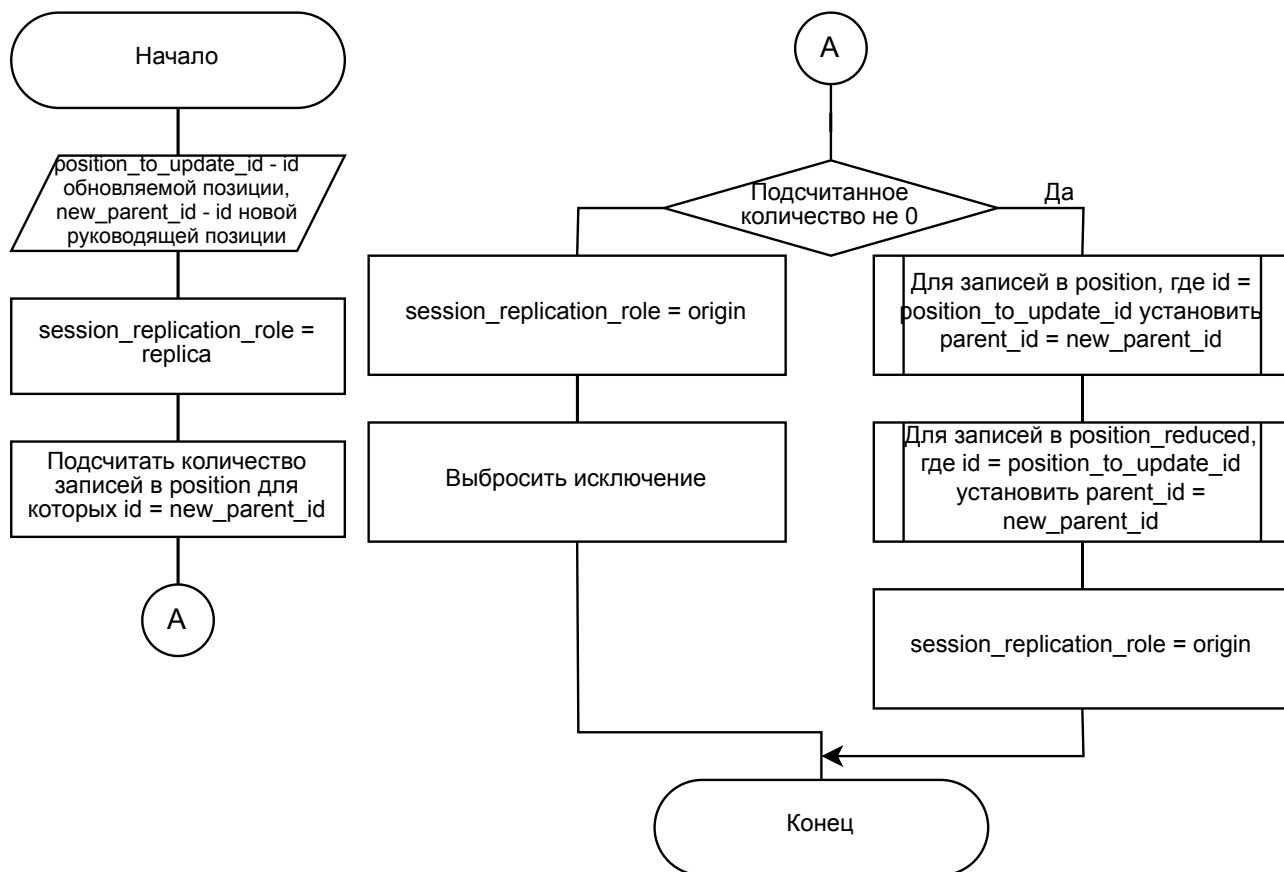 Начало
position_to_update_id - id
обновляемой позиции,
new_parent_id - id новой
руководящей позиции
session_replication_role =
replica
Подсчитать количество
записей в position для
которых id = new_parent_id
A
A
Подсчитанное
количество не 0
Да
session_replication_role = origin
Выбросить исключение
Для записей в position, где id =
position_to_update_id установить
parent_id = new_parent_id
Для записей в position_reduced,
где id = position_to_update_id
установить parent_id =
new_parent_id
session_replication_role = origin
Конец